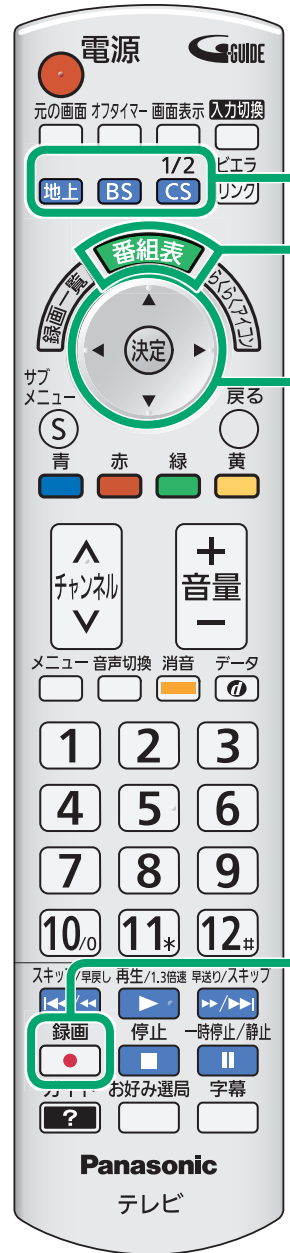 電源 G-GUIDE
元の画面 オフタイマー 画面表示 入力切換
1/2 ビエラ
地上 BS CS リンク
番組表
録画一覧 らくらくアイコン
決定
サブ
メニュー 戻る
S
青 赤 緑 黄
チャンネル + 音量 −
メニュー 音声切換 消音 データ
d
1 2 3
4 5 6
7 8 9
10/0 11* 12#
スキップ/早戻し 再生/1.3倍速 早送り/スキップ
録画 停止 一時停止/静止
ガイド お好み選局 字幕
?
Panasonic
テレビ